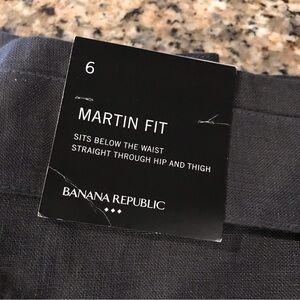 6
MARTIN FIT
SITS BELOW THE WAIST
STRAIGHT THROUGH HIP AND THIGH
BANANA REPUBLIC